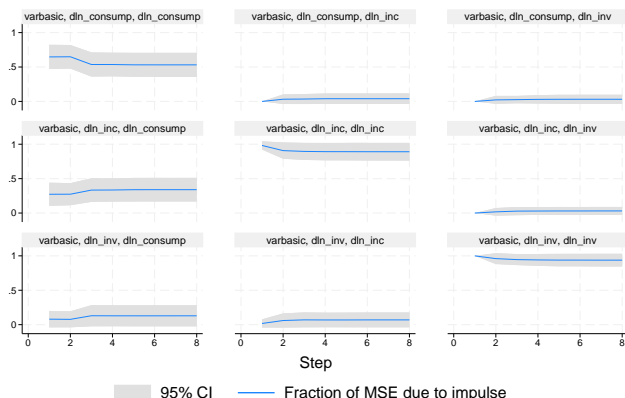 varbasic, dln_consump, dln_consump
varbasic, dln_consump, dln_inc
varbasic, dln_consump, dln_inv
1
.5
0
varbasic, dln_inc, dln_consump
varbasic, dln_inc, dln_inc
varbasic, dln_inc, dln_inv
1
.5
0
varbasic, dln_inv, dln_consump
varbasic, dln_inv, dln_inc
varbasic, dln_inv, dln_inv
1
.5
0
0 2 4 6 8
0 2 4 6 8
0 2 4 6 8
Step
95% CI
Fraction of MSE due to impulse